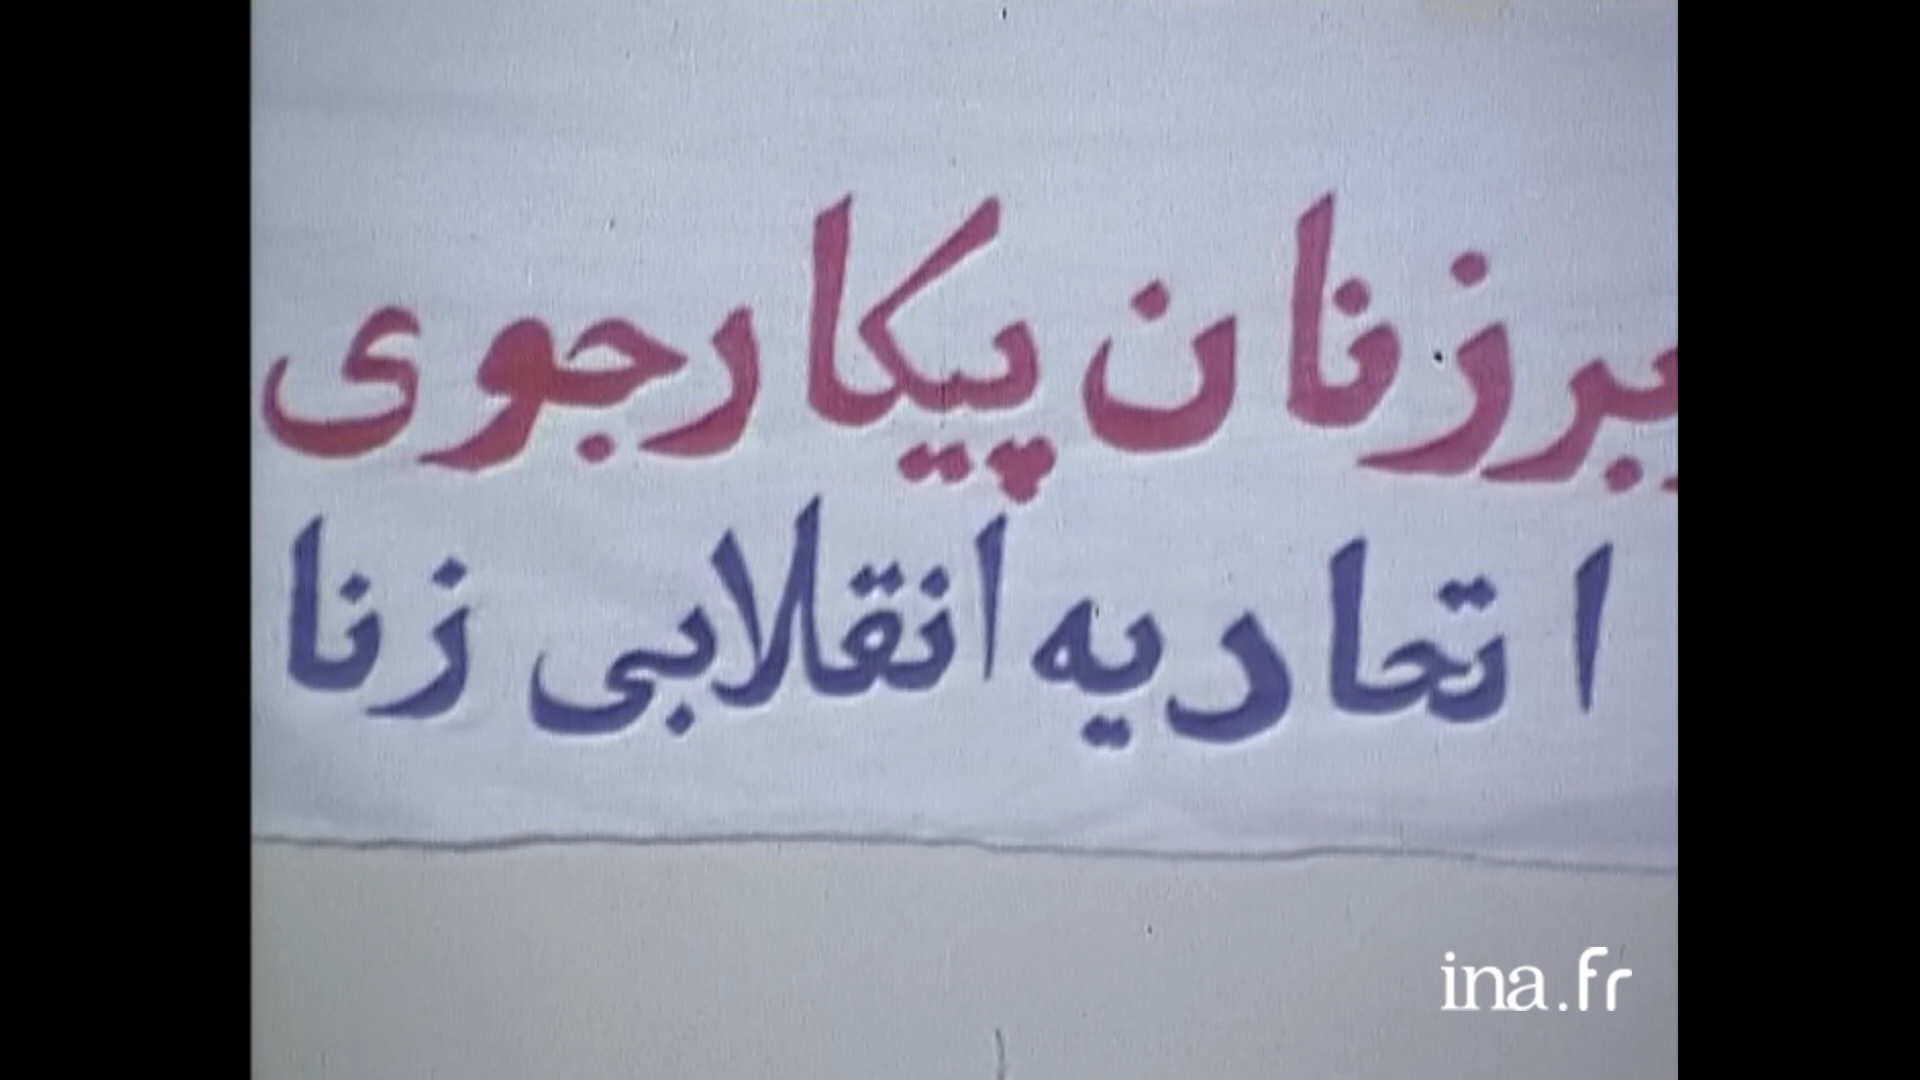 بر زنان پیکارجوی
اتحادیه انقلابی زنا
ina.fr